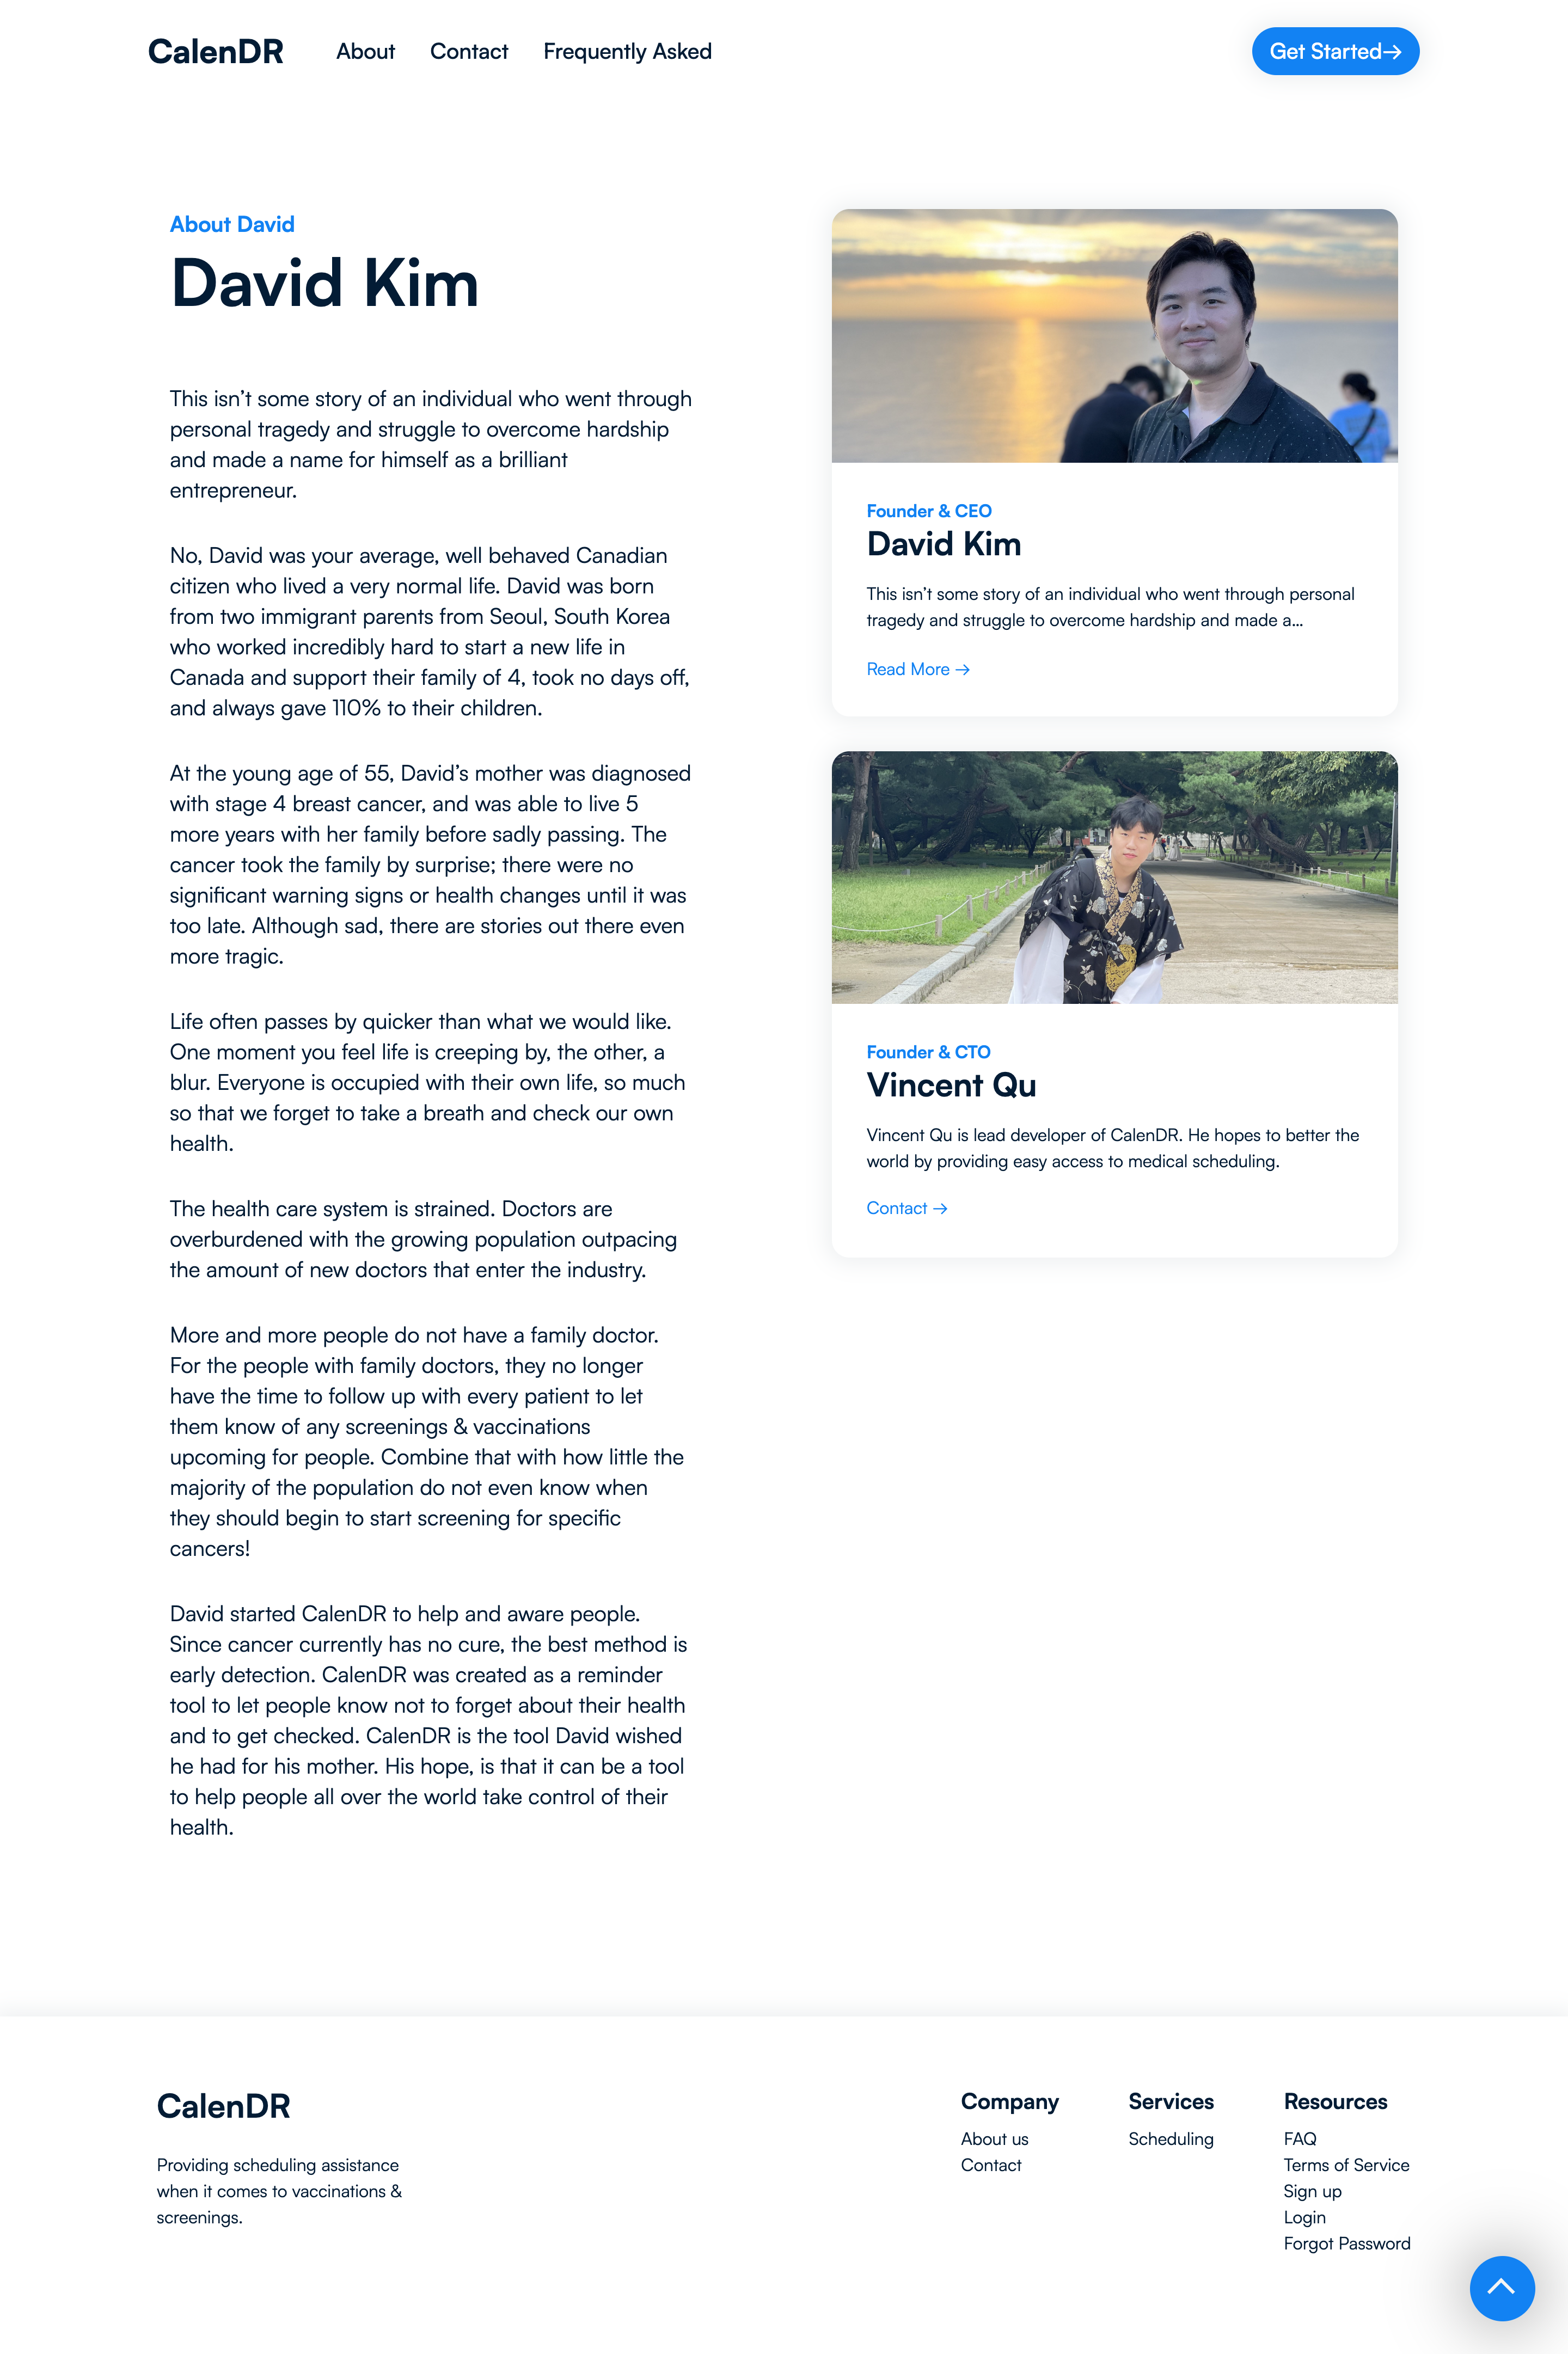 CalenDR
About
Contact
Frequently Asked
Get Started→
About David
David Kim
This isn’t some story of an individual who went through
personal tragedy and struggle to overcome hardship
and made a name for himself as a brilliant
entrepreneur.
No, David was your average, well behaved Canadian
citizen who lived a very normal life. David was born
from two immigrant parents from Seoul, South Korea
who worked incredibly hard to start a new life in
Canada and support their family of 4, took no days off,
and always gave 110% to their children.
At the young age of 55, David’s mother was diagnosed
with stage 4 breast cancer, and was able to live 5
more years with her family before sadly passing. The
cancer took the family by surprise; there were no
significant warning signs or health changes until it was
too late. Although sad, there are stories out there even
more tragic.
Life often passes by quicker than what we would like.
One moment you feel life is creeping by, the other, a
blur. Everyone is occupied with their own life, so much
so that we forget to take a breath and check our own
health.
The health care system is strained. Doctors are
overburdened with the growing population outpacing
the amount of new doctors that enter the industry.
More and more people do not have a family doctor.
For the people with family doctors, they no longer
have the time to follow up with every patient to let
them know of any screenings & vaccinations
upcoming for people. Combine that with how little the
majority of the population do not even know when
they should begin to start screening for specific
cancers!
David started CalenDR to help and aware people.
Since cancer currently has no cure, the best method is
early detection. CalenDR was created as a reminder
tool to let people know not to forget about their health
and to get checked. CalenDR is the tool David wished
he had for his mother. His hope, is that it can be a tool
to help people all over the world take control of their
health.
Founder & CEO
David Kim
This isn’t some story of an individual who went through personal
tragedy and struggle to overcome hardship and made a...
Read More →
Founder & CTO
Vincent Qu
Vincent Qu is lead developer of CalenDR. He hopes to better the
world by providing easy access to medical scheduling.
Contact →
CalenDR
Providing scheduling assistance
when it comes to vaccinations &
screenings.
Company
About us
Contact
Services
Scheduling
Resources
FAQ
Terms of Service
Sign up
Login
Forgot Password